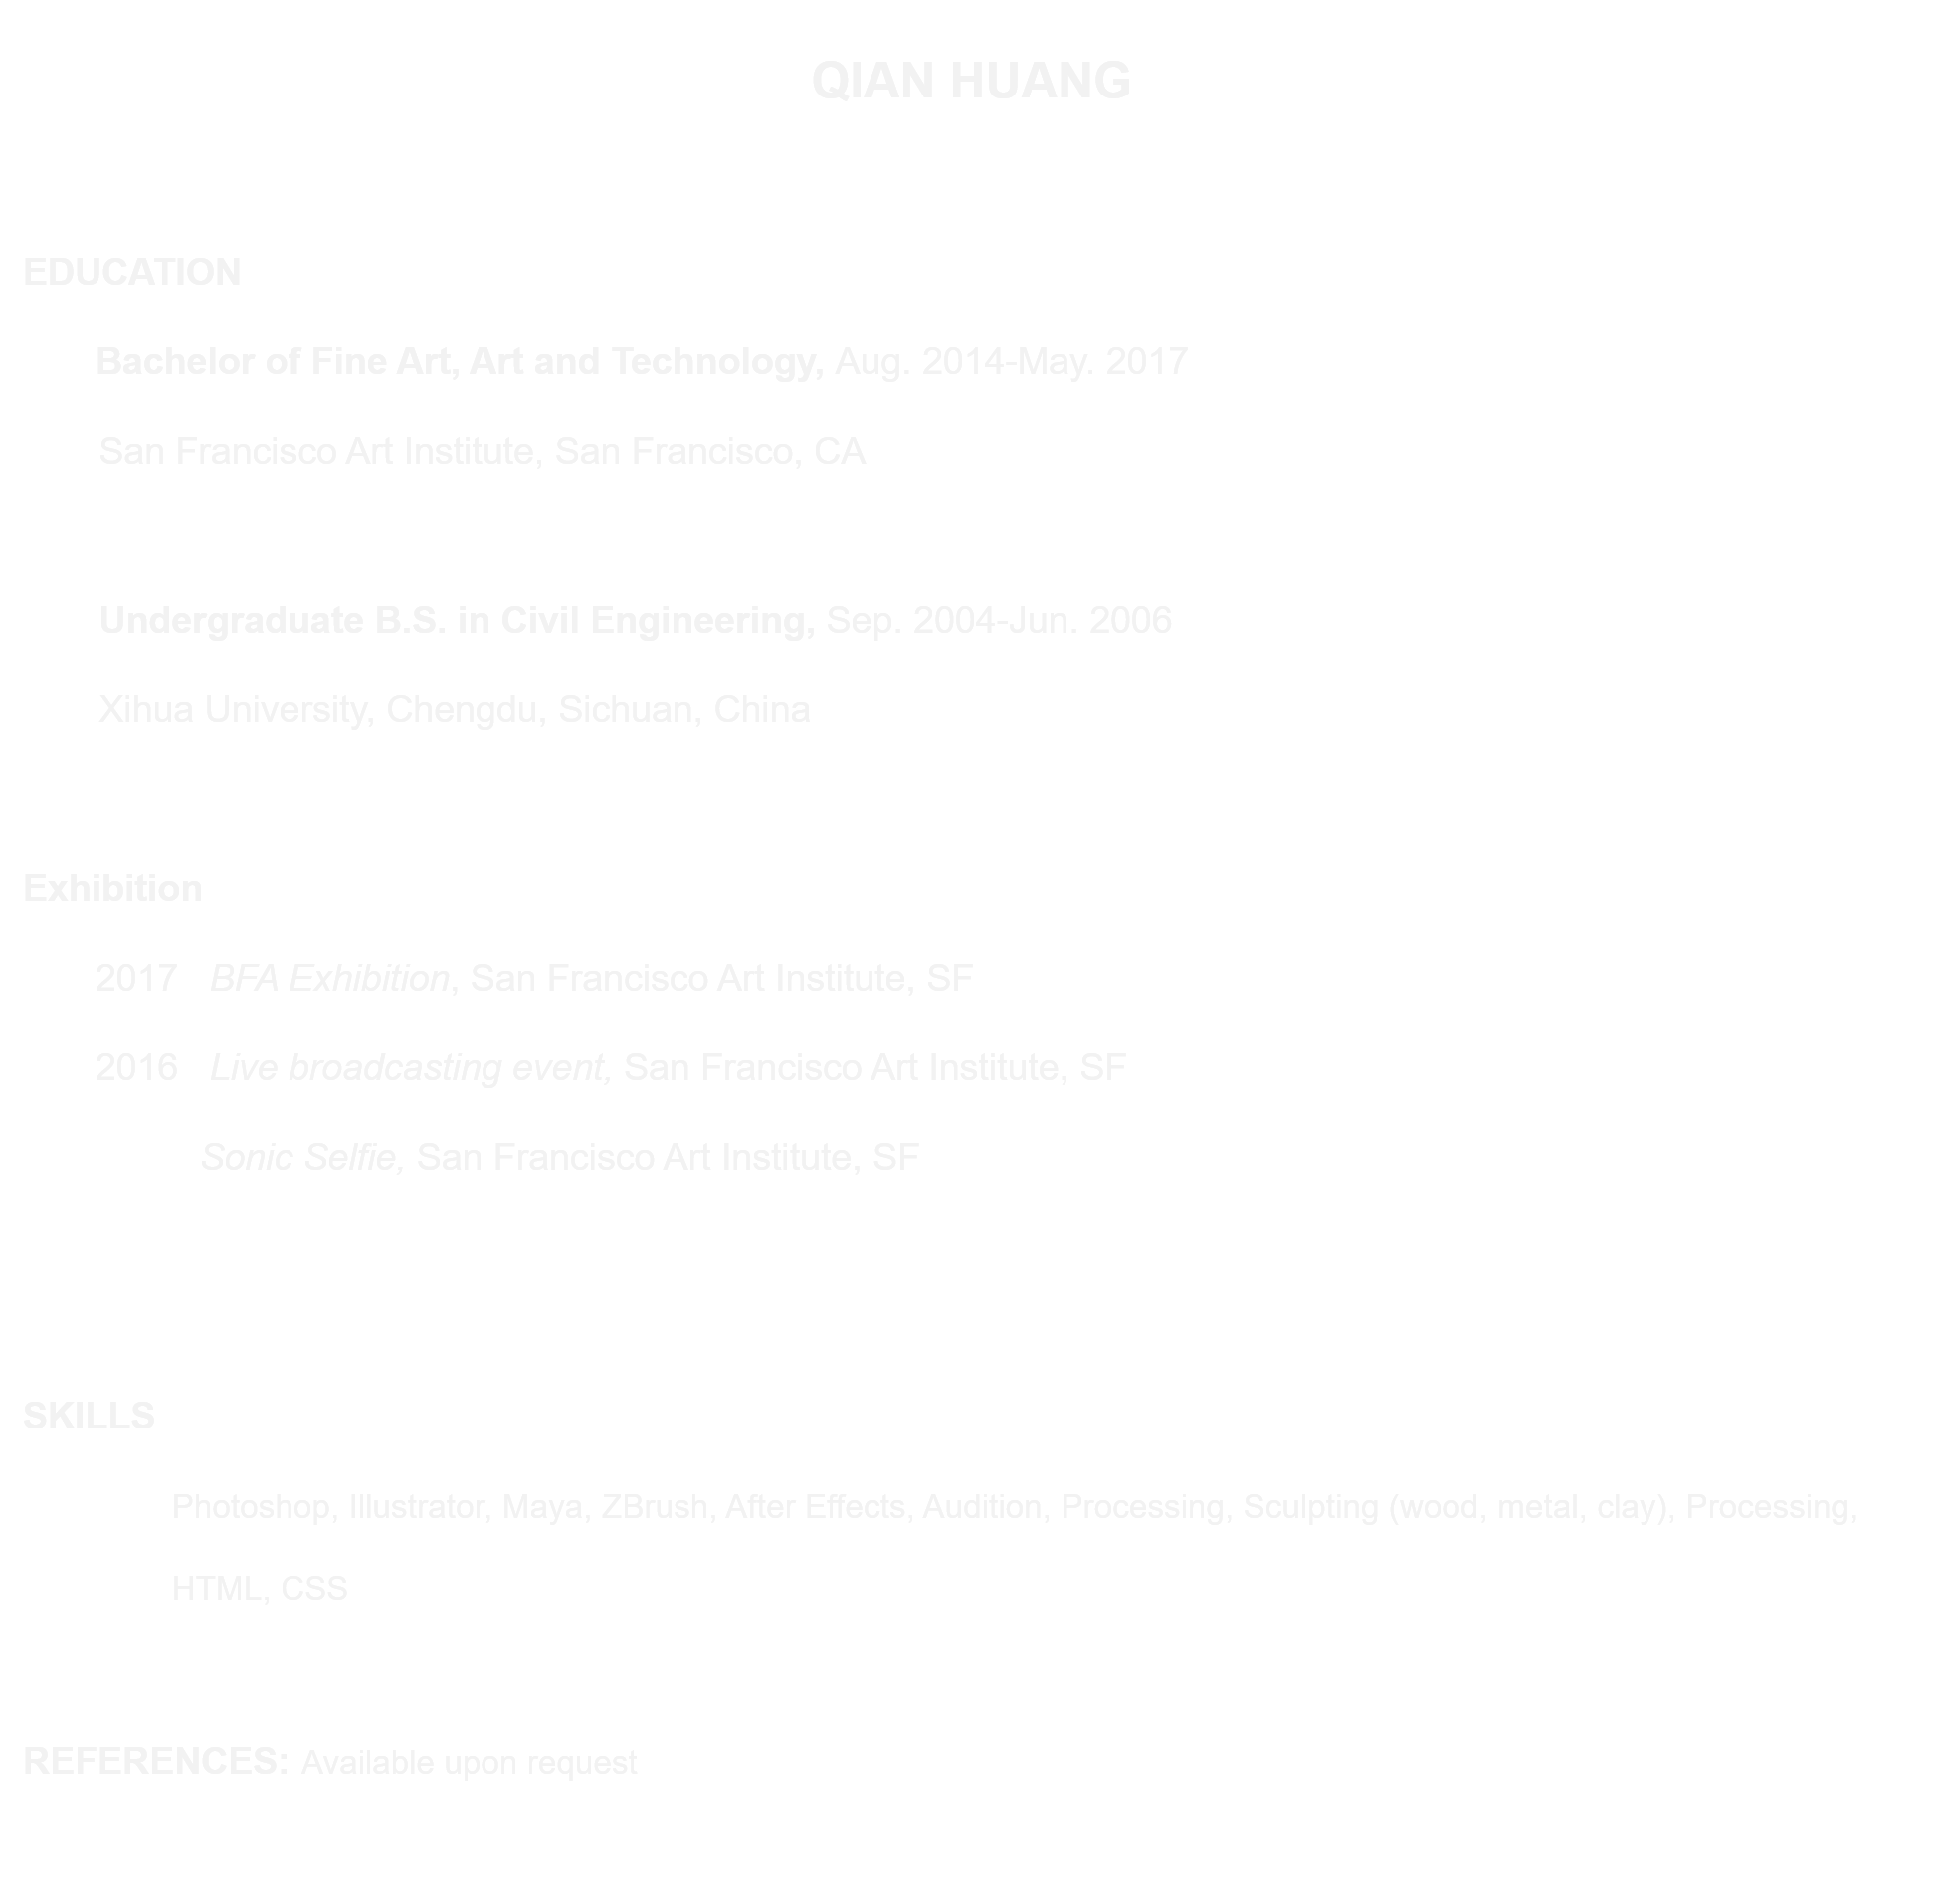 QIAN HUANG
EDUCATION
Bachelor of Fine Art, Art and Technology, Aug. 2014-May. 2017
San Francisco Art Institute, San Francisco, CA
Undergraduate B.S. in Civil Engineering, Sep. 2004-Jun. 2006
Xihua University, Chengdu, Sichuan, China
Exhibition
2017 BFA Exhibition, San Francisco Art Institute, SF
2016 Live broadcasting event, San Francisco Art Institute, SF
Sonic Selfie, San Francisco Art Institute, SF
SKILLS
Photoshop, Illustrator, Maya, ZBrush, After Effects, Audition, Processing, Sculpting (wood, metal, clay), Processing,
HTML, CSS
REFERENCES: Available upon request